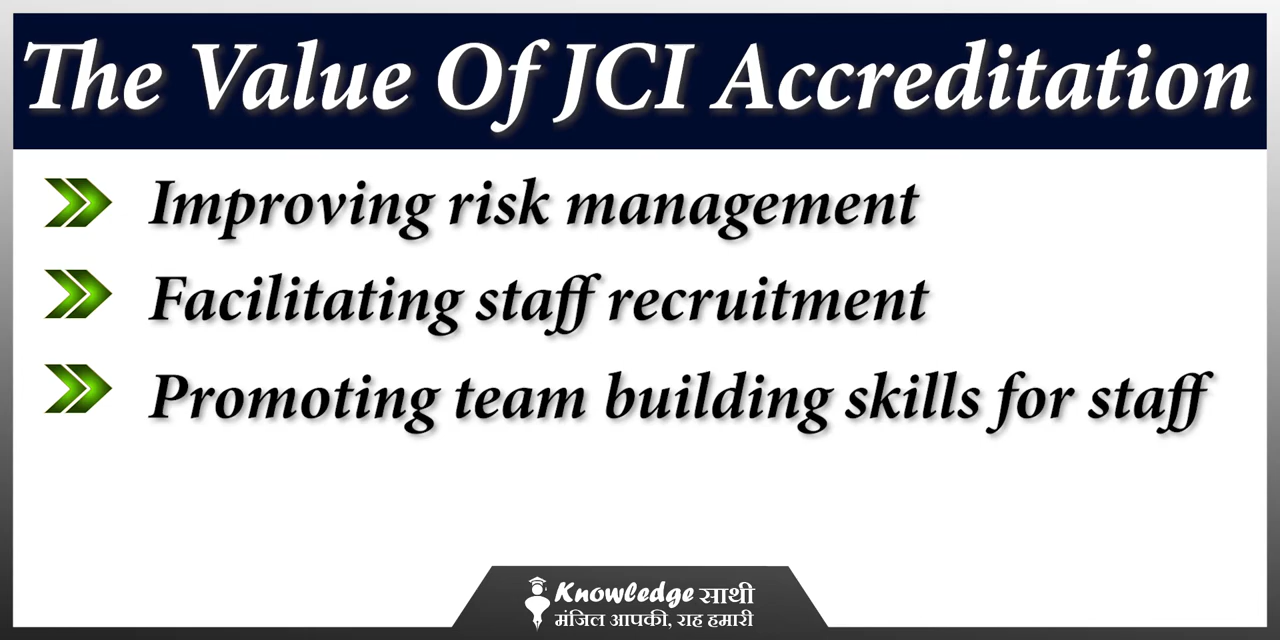 The Value Of JCI Accreditation
Improving risk management
Facilitating staff recruitment
Promoting team building skills for staff
Knowledge साथी
मंजिल आपकी, राह हमारी